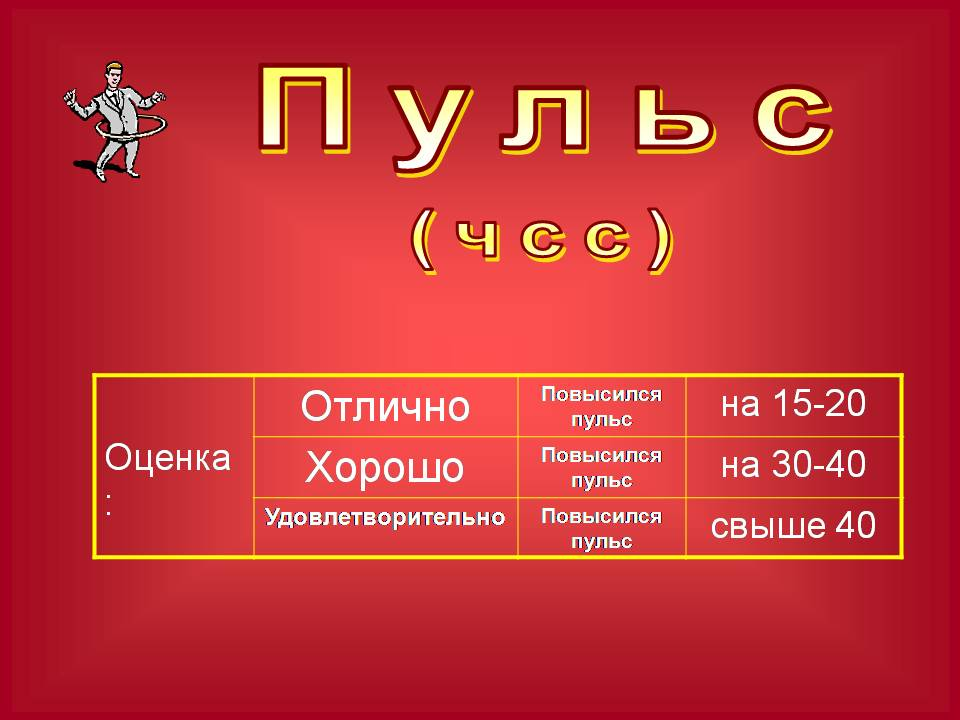 Пульс
(чсс)
Оценка
:
Отлично
Повысился
пульс
на 15-20
Хорошо
Повысился
пульс
на 30-40
Удовлетворительно
Повысился
пульс
свыше 40